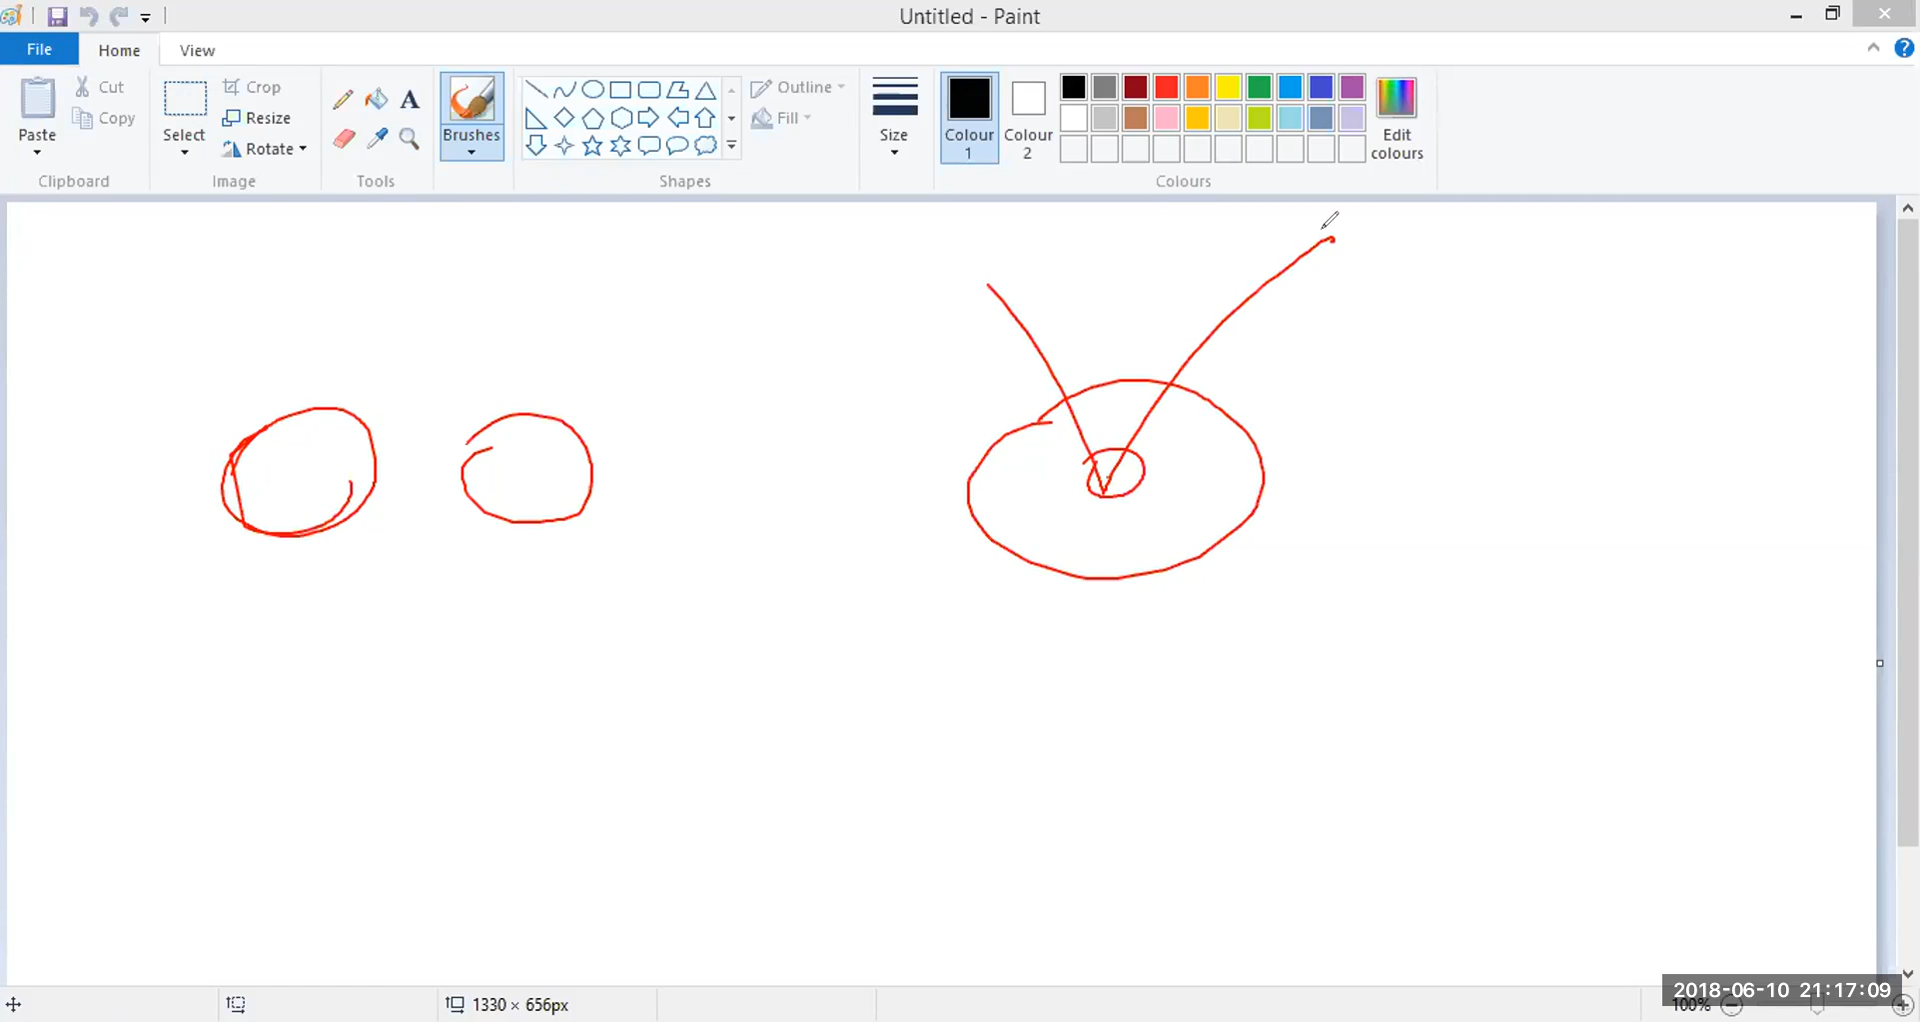 Untitled - Paint
File Home View
Paste
Cut
Copy
Clipboard
Select
Crop
Resize
Rotate
Image
A
Tools
Brushes
Shapes
Outline
Fill
Size
Colour 1
Colour 2
Edit colours
Colours
1330 × 656px
2018-06-10 21:17:09
100%